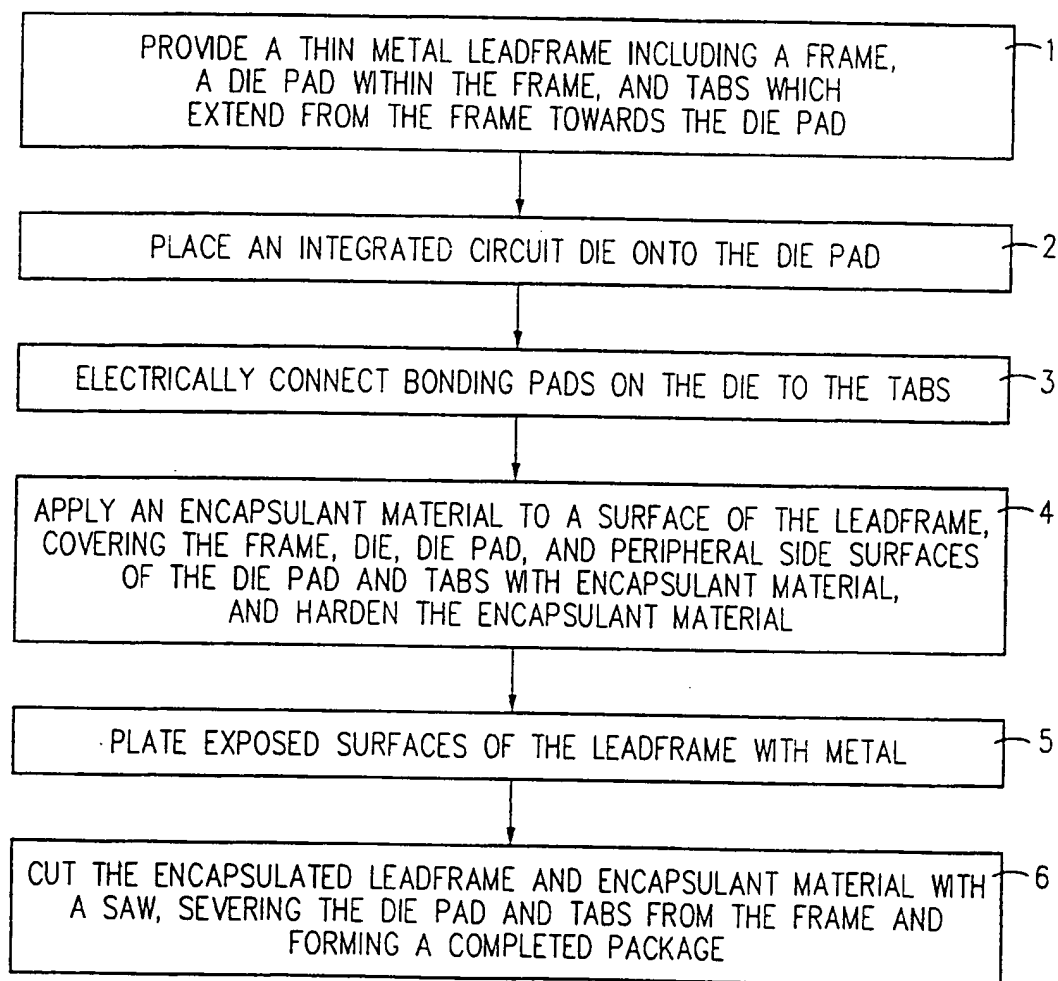 PROVIDE A THIN METAL LEADFRAME INCLUDING A FRAME,
A DIE PAD WITHIN THE FRAME, AND TABS WHICH
EXTEND FROM THE FRAME TOWARDS THE DIE PAD
1
PLACE AN INTEGRATED CIRCUIT DIE ONTO THE DIE PAD
2
ELECTRICALLY CONNECT BONDING PADS ON THE DIE TO THE TABS
3
APPLY AN ENCAPSULANT MATERIAL TO A SURFACE OF THE LEADFRAME,
COVERING THE FRAME, DIE, DIE PAD, AND PERIPHERAL SIDE SURFACES
OF THE DIE PAD AND TABS WITH ENCAPSULANT MATERIAL,
AND HARDEN THE ENCAPSULANT MATERIAL
4
PLATE EXPOSED SURFACES OF THE LEADFRAME WITH METAL
5
CUT THE ENCAPSULATED LEADFRAME AND ENCAPSULANT MATERIAL WITH
A SAW, SEVERING THE DIE PAD AND TABS FROM THE FRAME AND
FORMING A COMPLETED PACKAGE
6